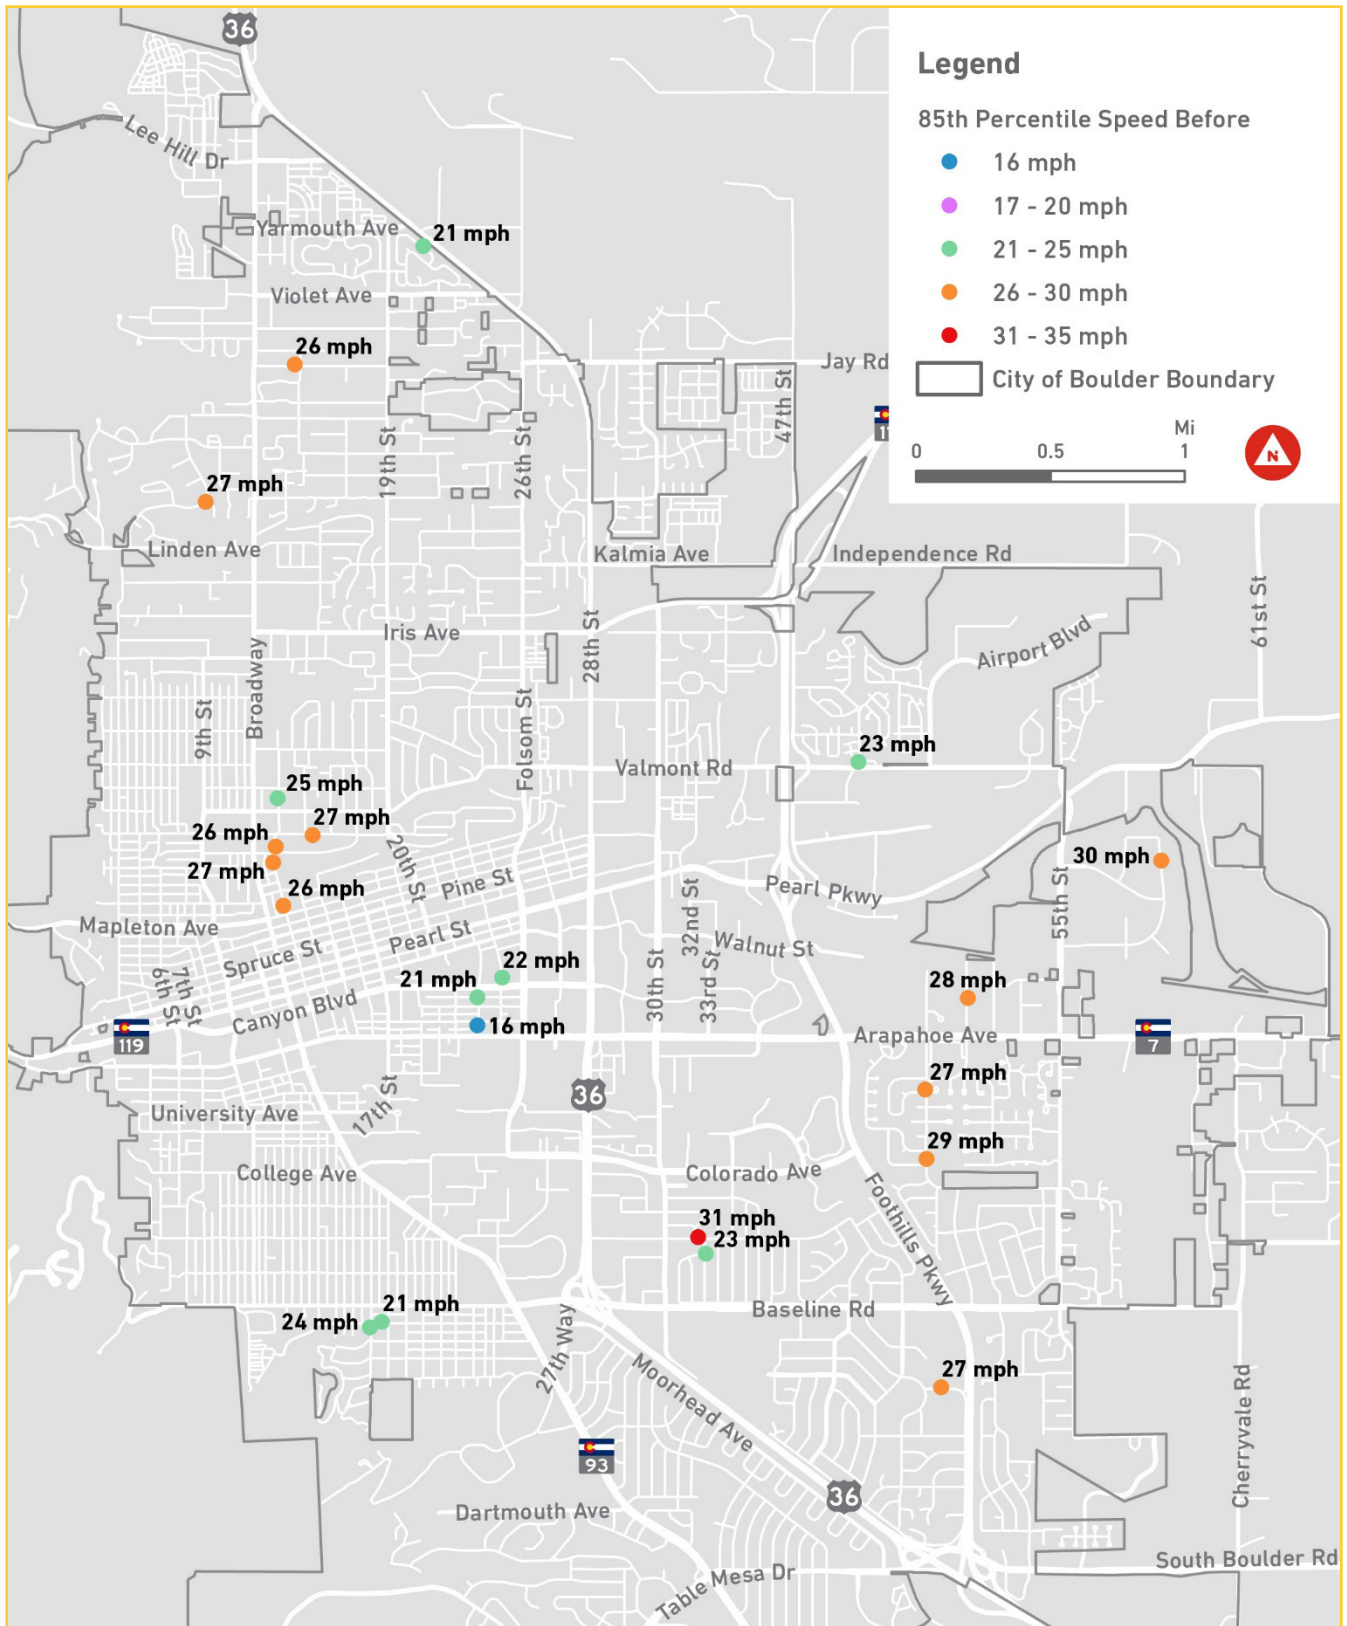 36
Legend
85th Percentile Speed Before
16 mph
17 - 20 mph
21 - 25 mph
26 - 30 mph
31 - 35 mph
City of Boulder Boundary
Mi
0 0.5 1
N
Lee Hill Dr
Yarmouth Ave
21 mph
Violet Ave
26 mph
Jay Rd
47th St
19th St
26th St
27 mph
Linden Ave
Kalmia Ave
Independence Rd
61st St
Iris Ave
28th St
Airport Blvd
Broadway
9th St
Folsom St
23 mph
Valmont Rd
25 mph
27 mph
26 mph
27 mph
20th St
26 mph
Pine St
30 mph
Pearl Pkwy
55th St
32nd St
Mapleton Ave
Pearl St
Walnut St
Spruce St
22 mph
21 mph
6th St
7th St
30th St
33rd St
28 mph
Canyon Blvd
16 mph
119
Arapahoe Ave
7
27 mph
36
University Ave
17th St
29 mph
College Ave
Colorado Ave
31 mph
23 mph
Foothills Pkwy
21 mph
24 mph
Baseline Rd
27th Way
Moorhead Ave
27 mph
Cherryvale Rd
93
36
Dartmouth Ave
South Boulder Rd
Table Mesa Dr